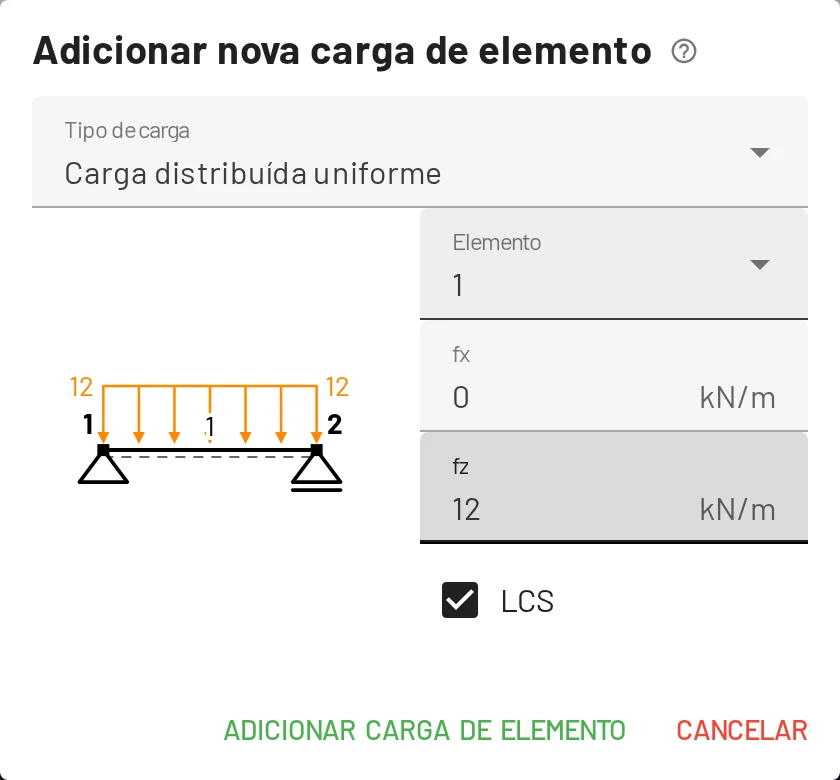 Adicionar nova carga de elemento ?
Tipo de carga
Carga distribuída uniforme
Elemento
1
fx
0 kN/m
fz
12 kN/m
LCS
12 12
1 1 2
ADICIONAR CARGA DE ELEMENTO CANCELAR